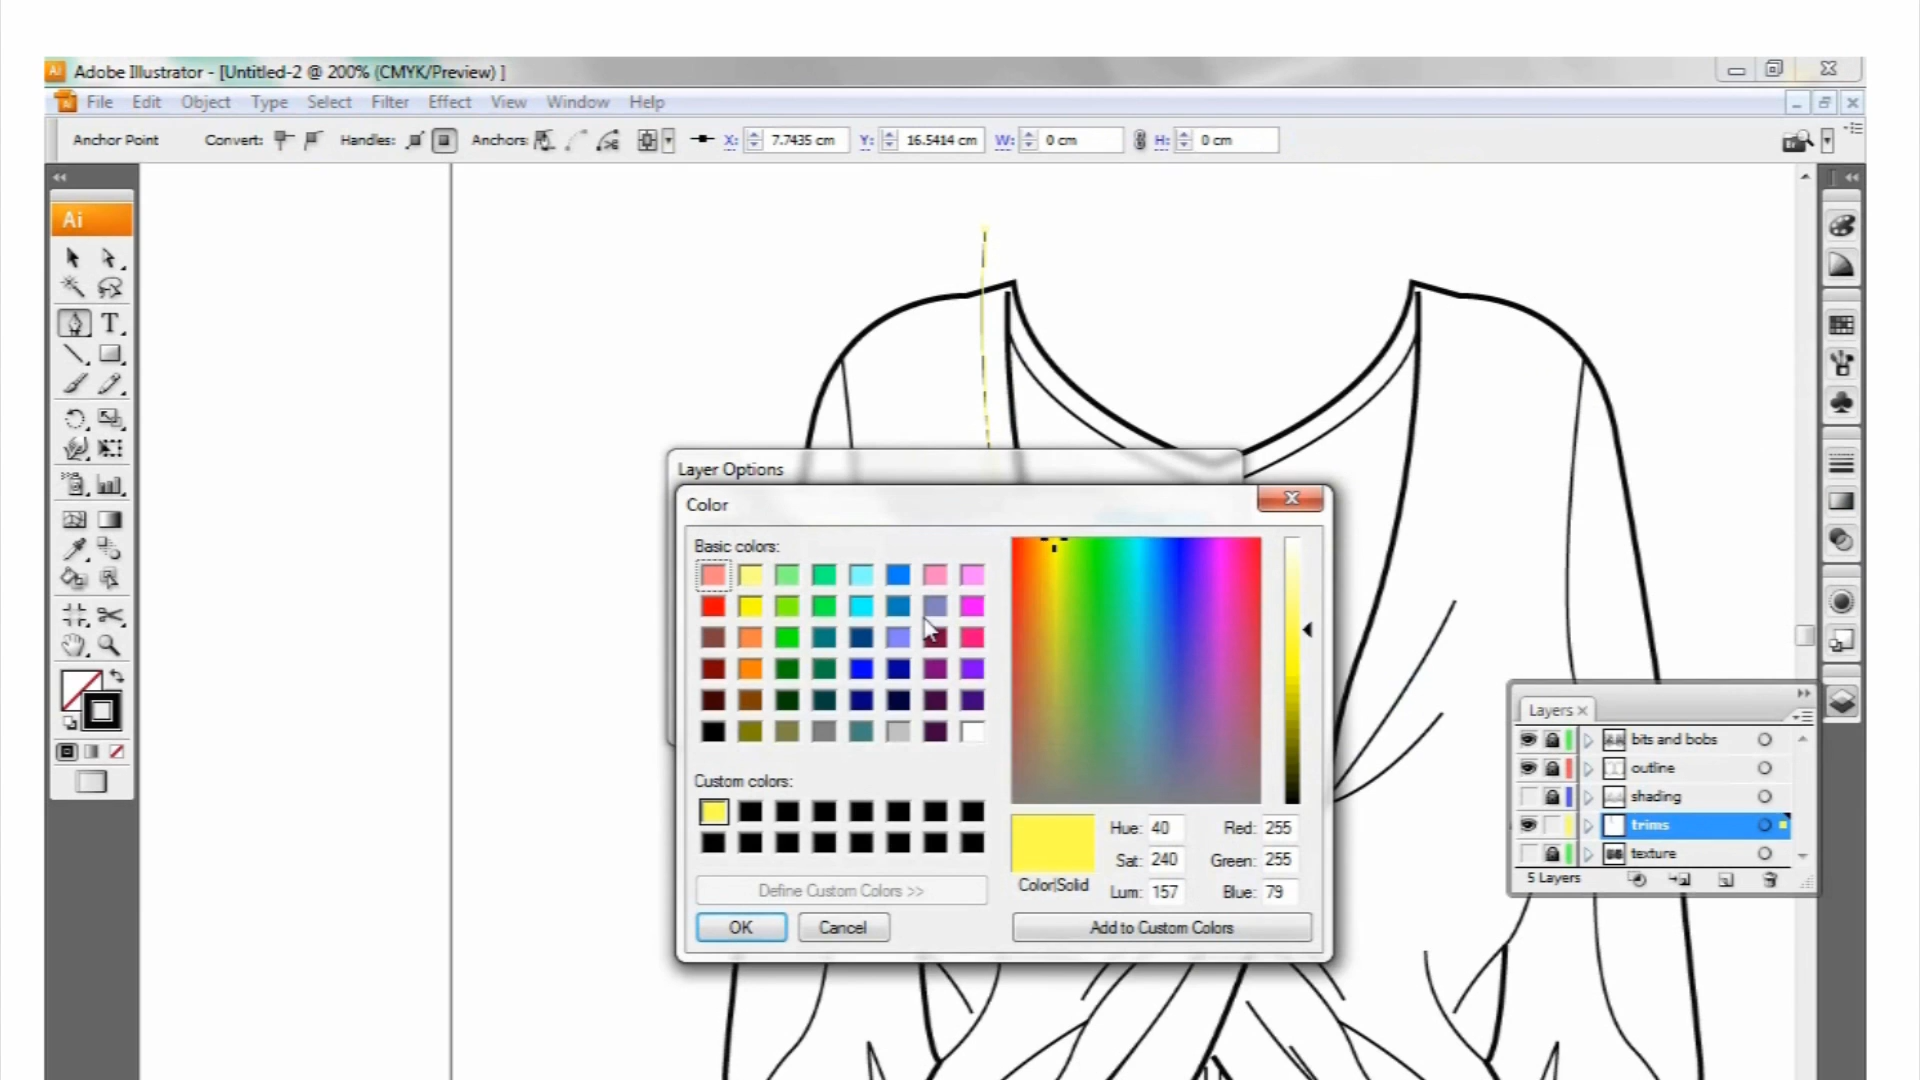 Adobe Illustrator - [Untitled-2 @ 200% (CMYK/Preview) ]
File Edit Object Type Select Filter Effect View Window Help
Anchor Point Convert: Handles: Anchors: X: 7.7435 cm Y: 16.5414 cm W: 0 cm H: 0 cm
Ai
T
Layer Options
Color
Basic colors:
Custom colors:
Define Custom Colors >>
OK Cancel
Color|Solid
Hue: 40 Red: 255
Sat: 240 Green: 255
Lum: 157 Blue: 79
Add to Custom Colors
Layers
bits and bobs
outline
shading
trims
texture
5 Layers